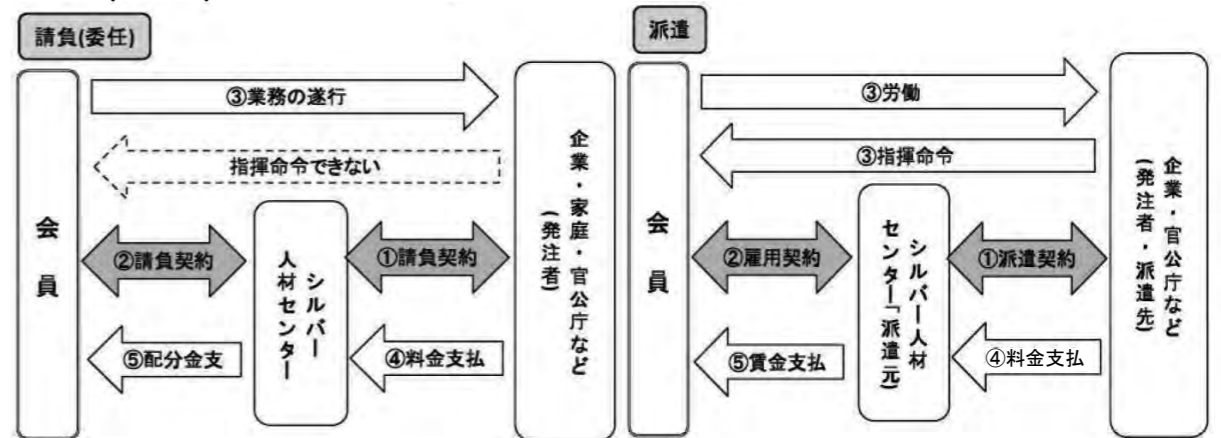 請負(委任)
③業務の遂行
指揮命令できない
会員
②請負契約
シルバー
人材センター
①請負契約
企業・家庭・官公庁など
(発注者)
⑤配分金支
④料金支払
派遣
③労働
③指揮命令
会員
②雇用契約
シルバー人材
センター「派遣元)
①派遣契約
企業・官公庁など
(発注者・派遣先)
⑤賃金支払
④料金支払